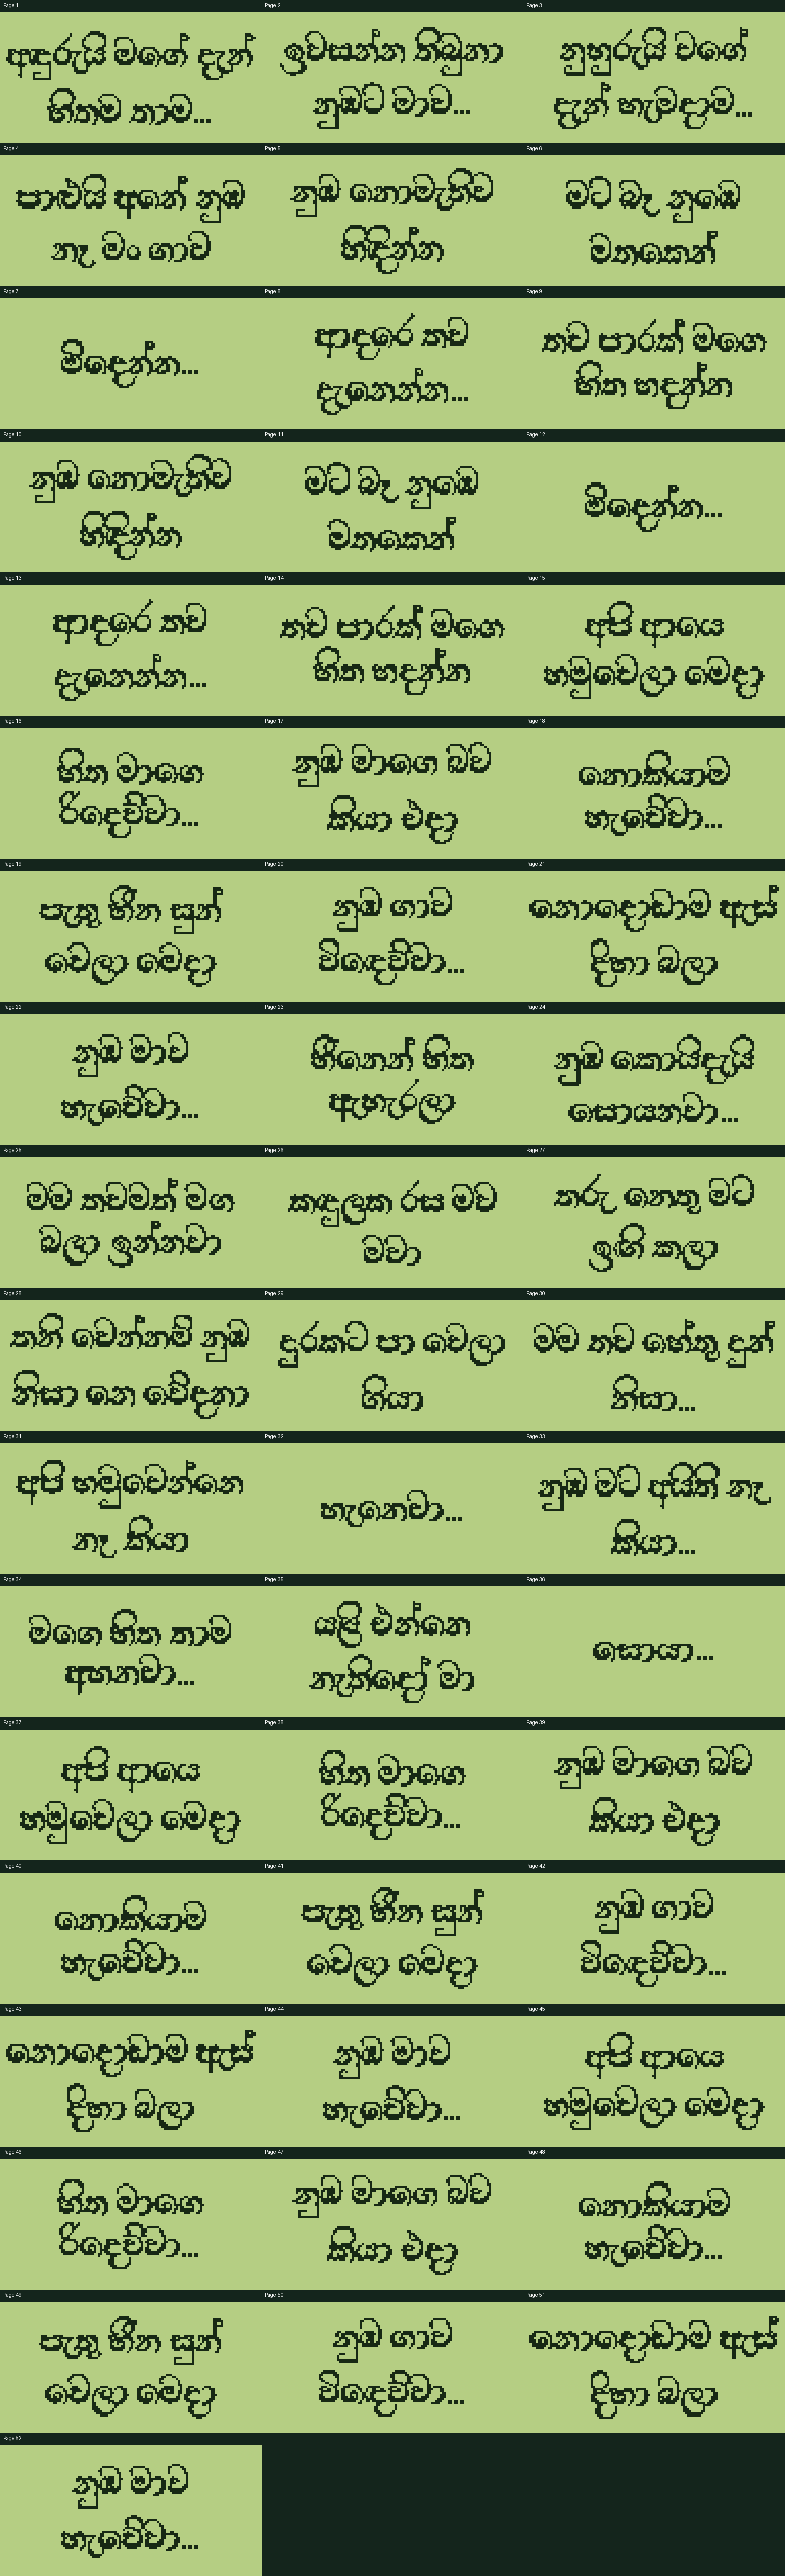 Page 1
අඳුරුයි මගේ දැන්
හිතම තාම...
Page 2
ඉවසන්න තිබුනා
නුඹට මාව...
Page 3
නුහුරුයි වගේ
දැන් හැමදාම...
Page 4
පාළුයි අනේ නුඹ
නෑ මං ගාව
Page 5
නුඹ නොමැතිව
හිඳින්න
Page 6
මට බෑ නුඹෙ
මතකෙන්
Page 7
මිදෙන්න...
Page 8
ආදරෙ තව
දැනෙන්න...
Page 9
තව පාරක් මගෙ
හිත හදන්න
Page 10
නුඹ නොමැතිව
හිඳින්න
Page 11
මට බෑ නුඹෙ
මතකෙන්
Page 12
මිදෙන්න...
Page 13
ආදරෙ තව
දැනෙන්න...
Page 14
තව පාරක් මගෙ
හිත හදන්න
Page 15
අපි ආයෙ
හමුවෙලා මෙදා
Page 16
හිත මාගෙ
රිදෙව්වා...
Page 17
නුඹ මාගෙ බව
කියා එදා
Page 18
නොකියාම
හැංවේවා...
Page 19
පැතූ හීන සුන්
වෙලා මෙදා
Page 20
නුඹ ගාව
විඳෙව්වා...
Page 21
නොදොඩාම ඇස්
දිහා බලා
Page 22
නුඹ මාව
හැඬෙව්වා...
Page 23
හීනෙන් හිත
ඇහැරලා
Page 24
නුඹ කොයිදැයි
සොයනවා...
Page 25
මම තවමත් මග
බලා ඉන්නවා
Page 26
කඳුලක රස මට
මවා
Page 27
තරු නෙතු මට
ඉඟි කලා
Page 28
තනි වෙන්නම් නුඹ
නිසා නෙ වේදනා
Page 29
දුරකට පා වෙලා
ගියා
Page 30
මම තව හේතු දුන්
නිසා...
Page 31
අපි හමුවෙන්නෙ
නෑ කියා
Page 32
හැනෙවා...
Page 33
නුඹ මට අයිති නෑ
කියා...
Page 34
මගෙ හිත තාම
අහනවා...
Page 35
යළි එන්නෙ
නැතිදෝ මා
Page 36
සොයා...
Page 37
අපි ආයෙ
හමුවෙලා මෙදා
Page 38
හිත මාගෙ
රිදෙව්වා...
Page 39
නුඹ මාගෙ බව
කියා එදා
Page 40
නොකියාම
හැංවේවා...
Page 41
පැතූ හීන සුන්
වෙලා මෙදා
Page 42
නුඹ ගාව
විඳෙව්වා...
Page 43
නොදොඩාම ඇස්
දිහා බලා
Page 44
නුඹ මාව
හැඬෙව්වා...
Page 45
අපි ආයෙ
හමුවෙලා මෙදා
Page 46
හිත මාගෙ
රිදෙව්වා...
Page 47
නුඹ මාගෙ බව
කියා එදා
Page 48
නොකියාම
හැංවේවා...
Page 49
පැතූ හීන සුන්
වෙලා මෙදා
Page 50
නුඹ ගාව
විඳෙව්වා...
Page 51
නොදොඩාම ඇස්
දිහා බලා
Page 52
නුඹ මාව
හැඬෙව්වා...